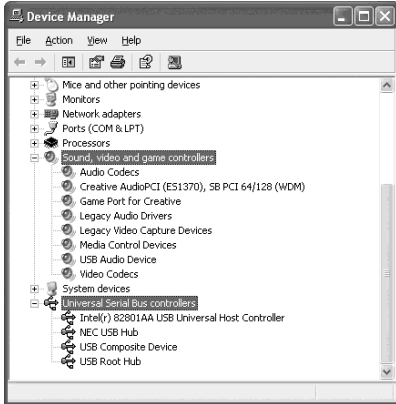 Device Manager
File Action View Help
Mice and other pointing devices
Monitors
Network adapters
Ports (COM & LPT)
Processors
Sound, video and game controllers
Audio Codecs
Creative AudioPCI (ES1370), SB PCI 64/128 (WDM)
Game Port for Creative
Legacy Audio Drivers
Legacy Video Capture Devices
Media Control Devices
USB Audio Device
Video Codecs
System devices
Universal Serial Bus controllers
Intel(r) 82801AA USB Universal Host Controller
NEC USB Hub
USB Composite Device
USB Root Hub